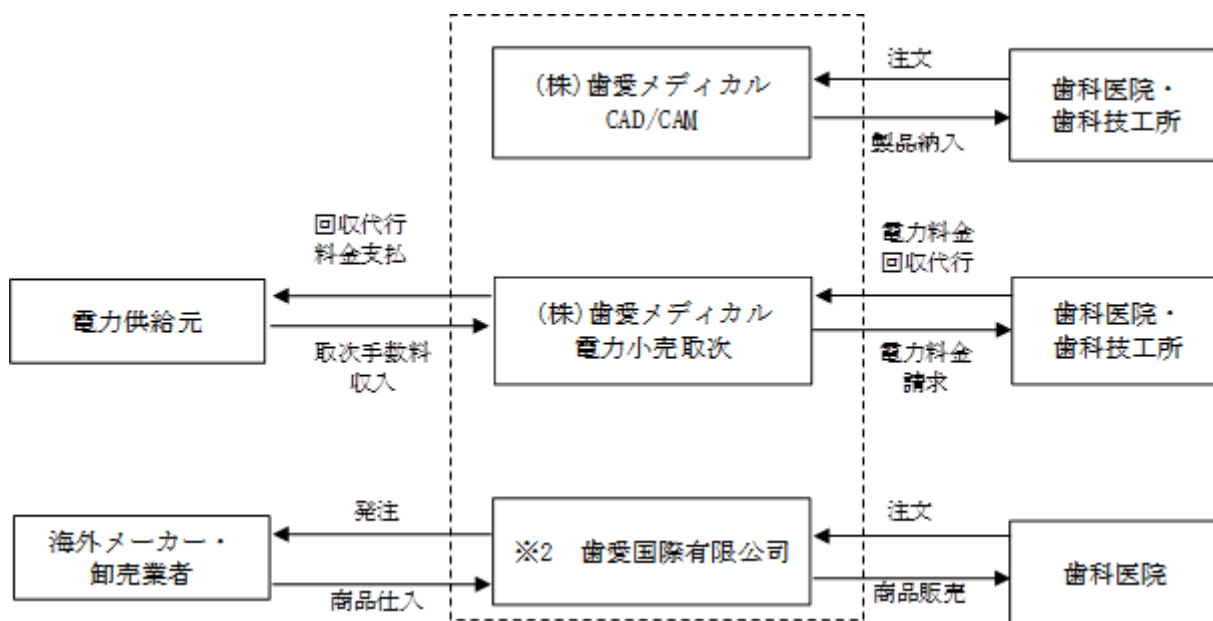 (株)歯愛メディカル
CAD/CAM
注文
製品納入
歯科医院・
歯科技工所
回収代行
料金支払
電力供給元
取次手数料
収入
(株)歯愛メディカル
電力小売取次
電力料金
回収代行
電力料金
請求
歯科医院・
歯科技工所
発注
海外メーカー・
卸売業者
商品仕入
※2 歯愛国際有限公司
注文
商品販売
歯科医院